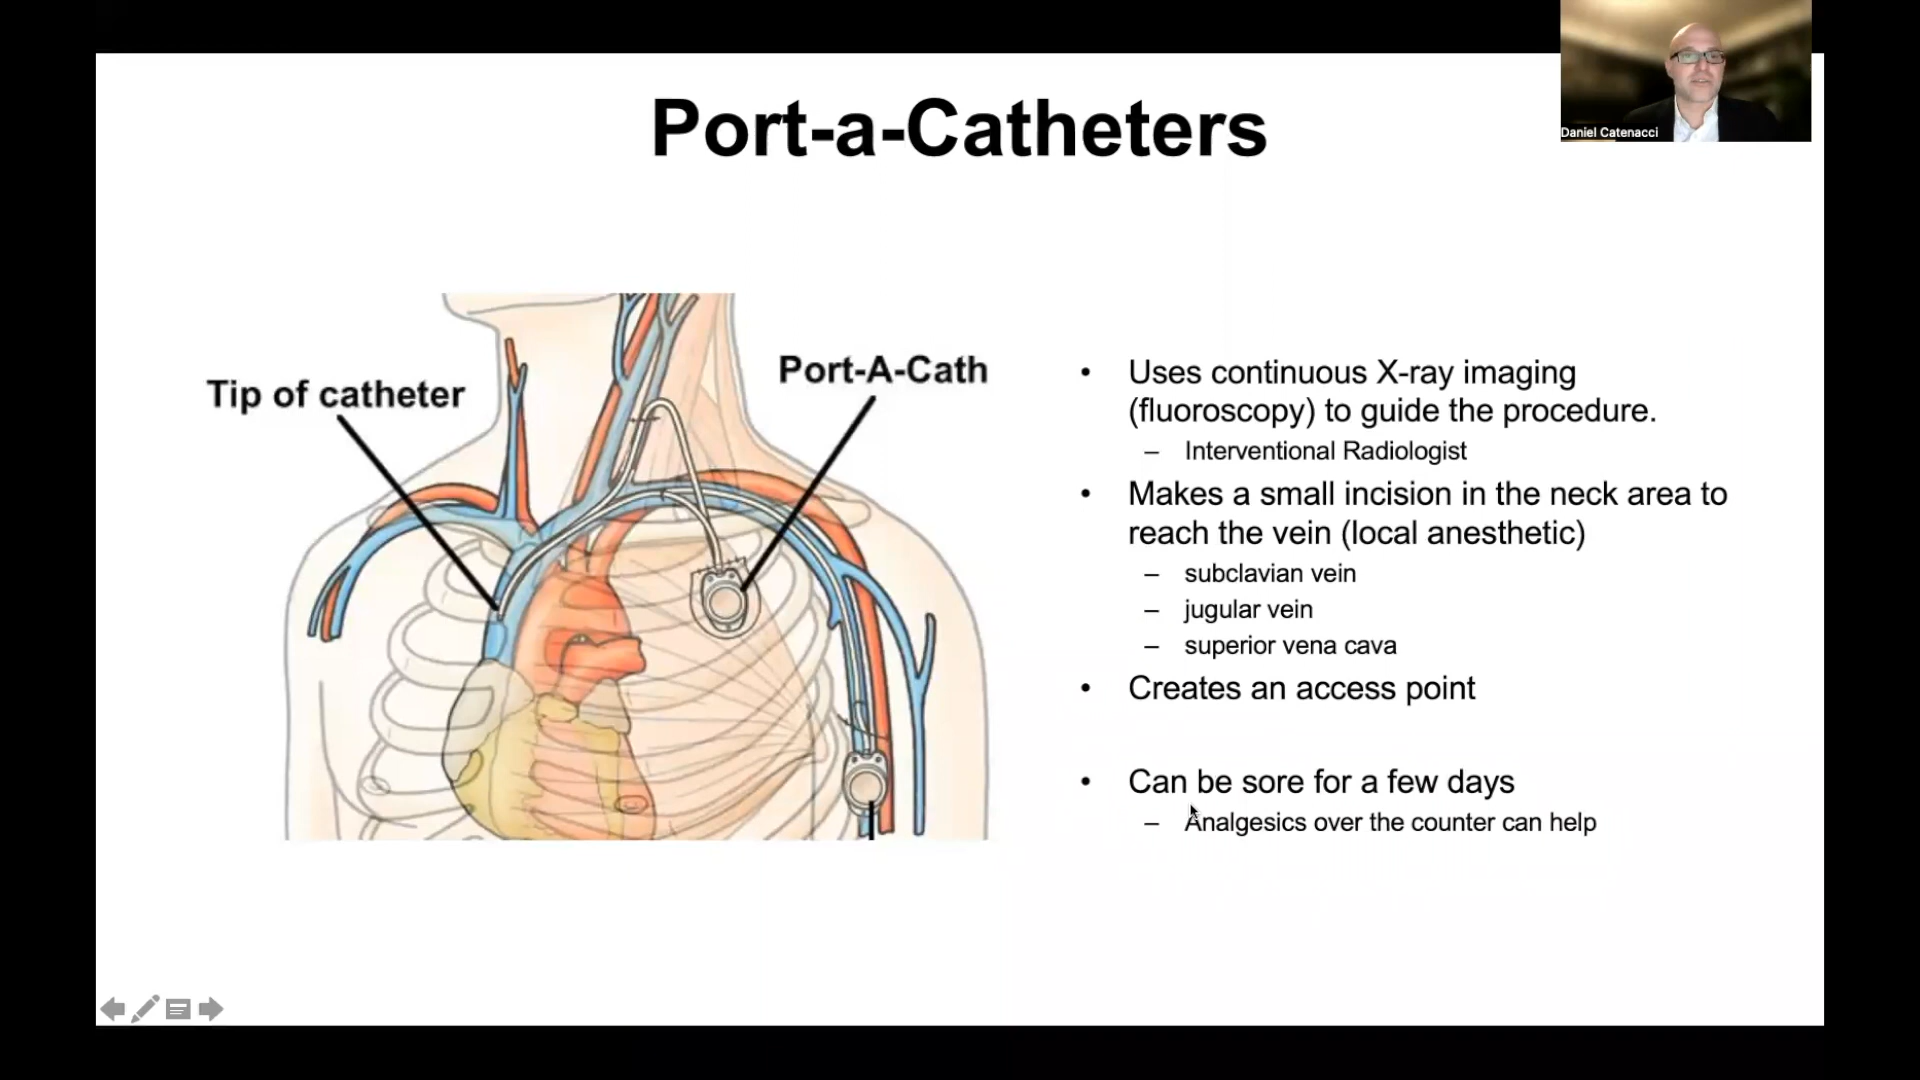 Port-a-Catheters
Daniel Catenacci
Tip of catheter
Port-A-Cath
• Uses continuous X-ray imaging
(fluoroscopy) to guide the procedure.
– Interventional Radiologist
• Makes a small incision in the neck area to
reach the vein (local anesthetic)
– subclavian vein
– jugular vein
– superior vena cava
• Creates an access point
• Can be sore for a few days
– Analgesics over the counter can help